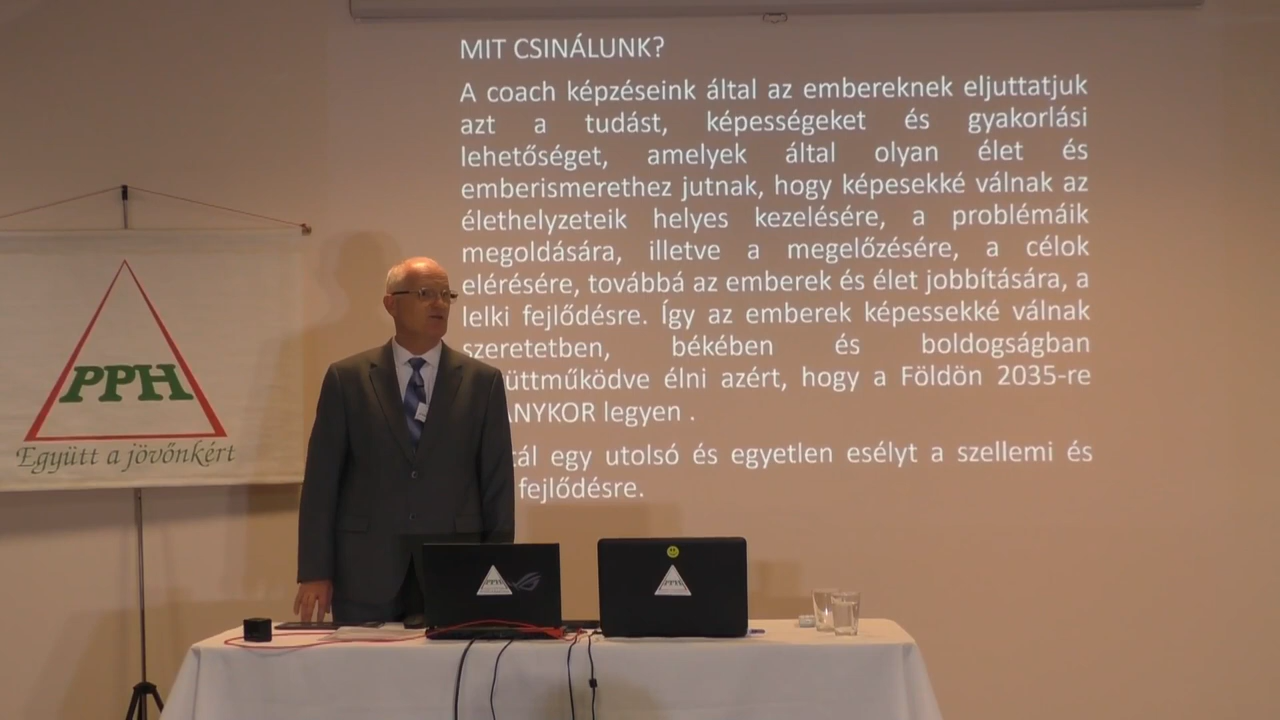 MIT CSINÁLUNK?
A coach képzéseink által az embereknek eljuttatjuk
azt a tudást, képességeket és gyakorlási
lehetőséget, amelyek által olyan élet és
emberismerethez jutnak, hogy képesekké válnak az
élethelyzeteik helyes kezelésére, a problémáik
megoldására, illetve a megelőzésére, a célok
elérésére, továbbá az emberek és élet jobbítására, a
lelki fejlődésre. Így az emberek képessekké válnak
szeretetben, békében és boldogságban
üttműködve élni azért, hogy a Földön 2035-re
NYKOR legyen .
egy utolsó és egyetlen esélyt a szellemi és
fejlődésre.
PPH
Együtt a jövőnkért
PPH
PPH